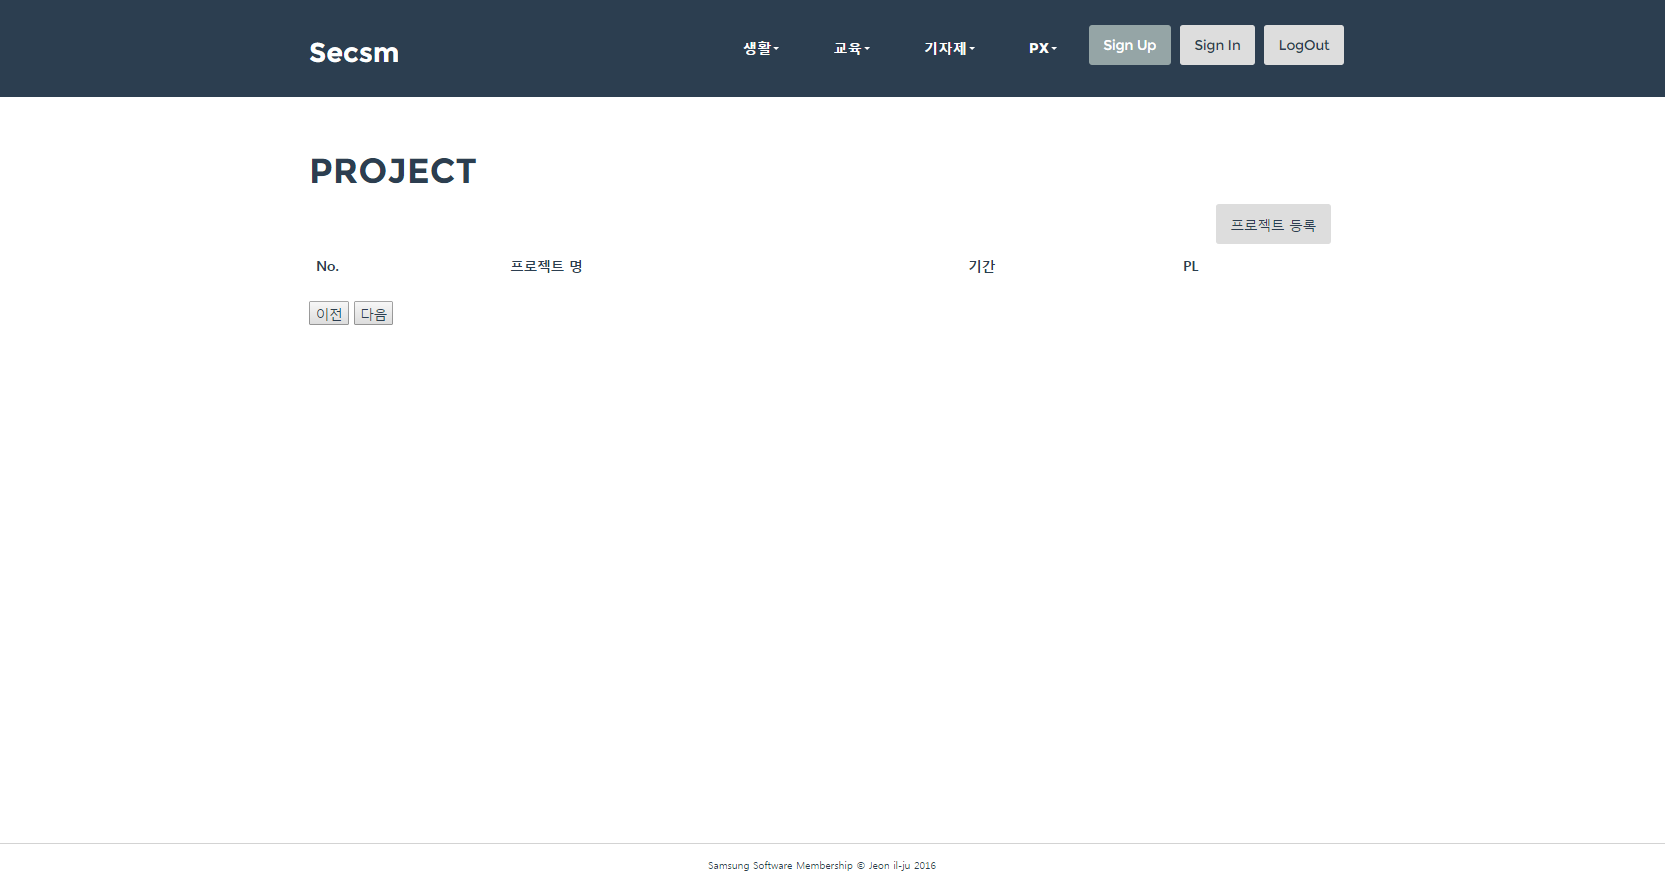 Secsm 생활 교육 기자제 PX Sign Up Sign In LogOut
PROJECT
프로젝트 등록
No. 프로젝트 명 기간 PL
이전 다음
Samsung Software Membership © Jeon il-ju 2016